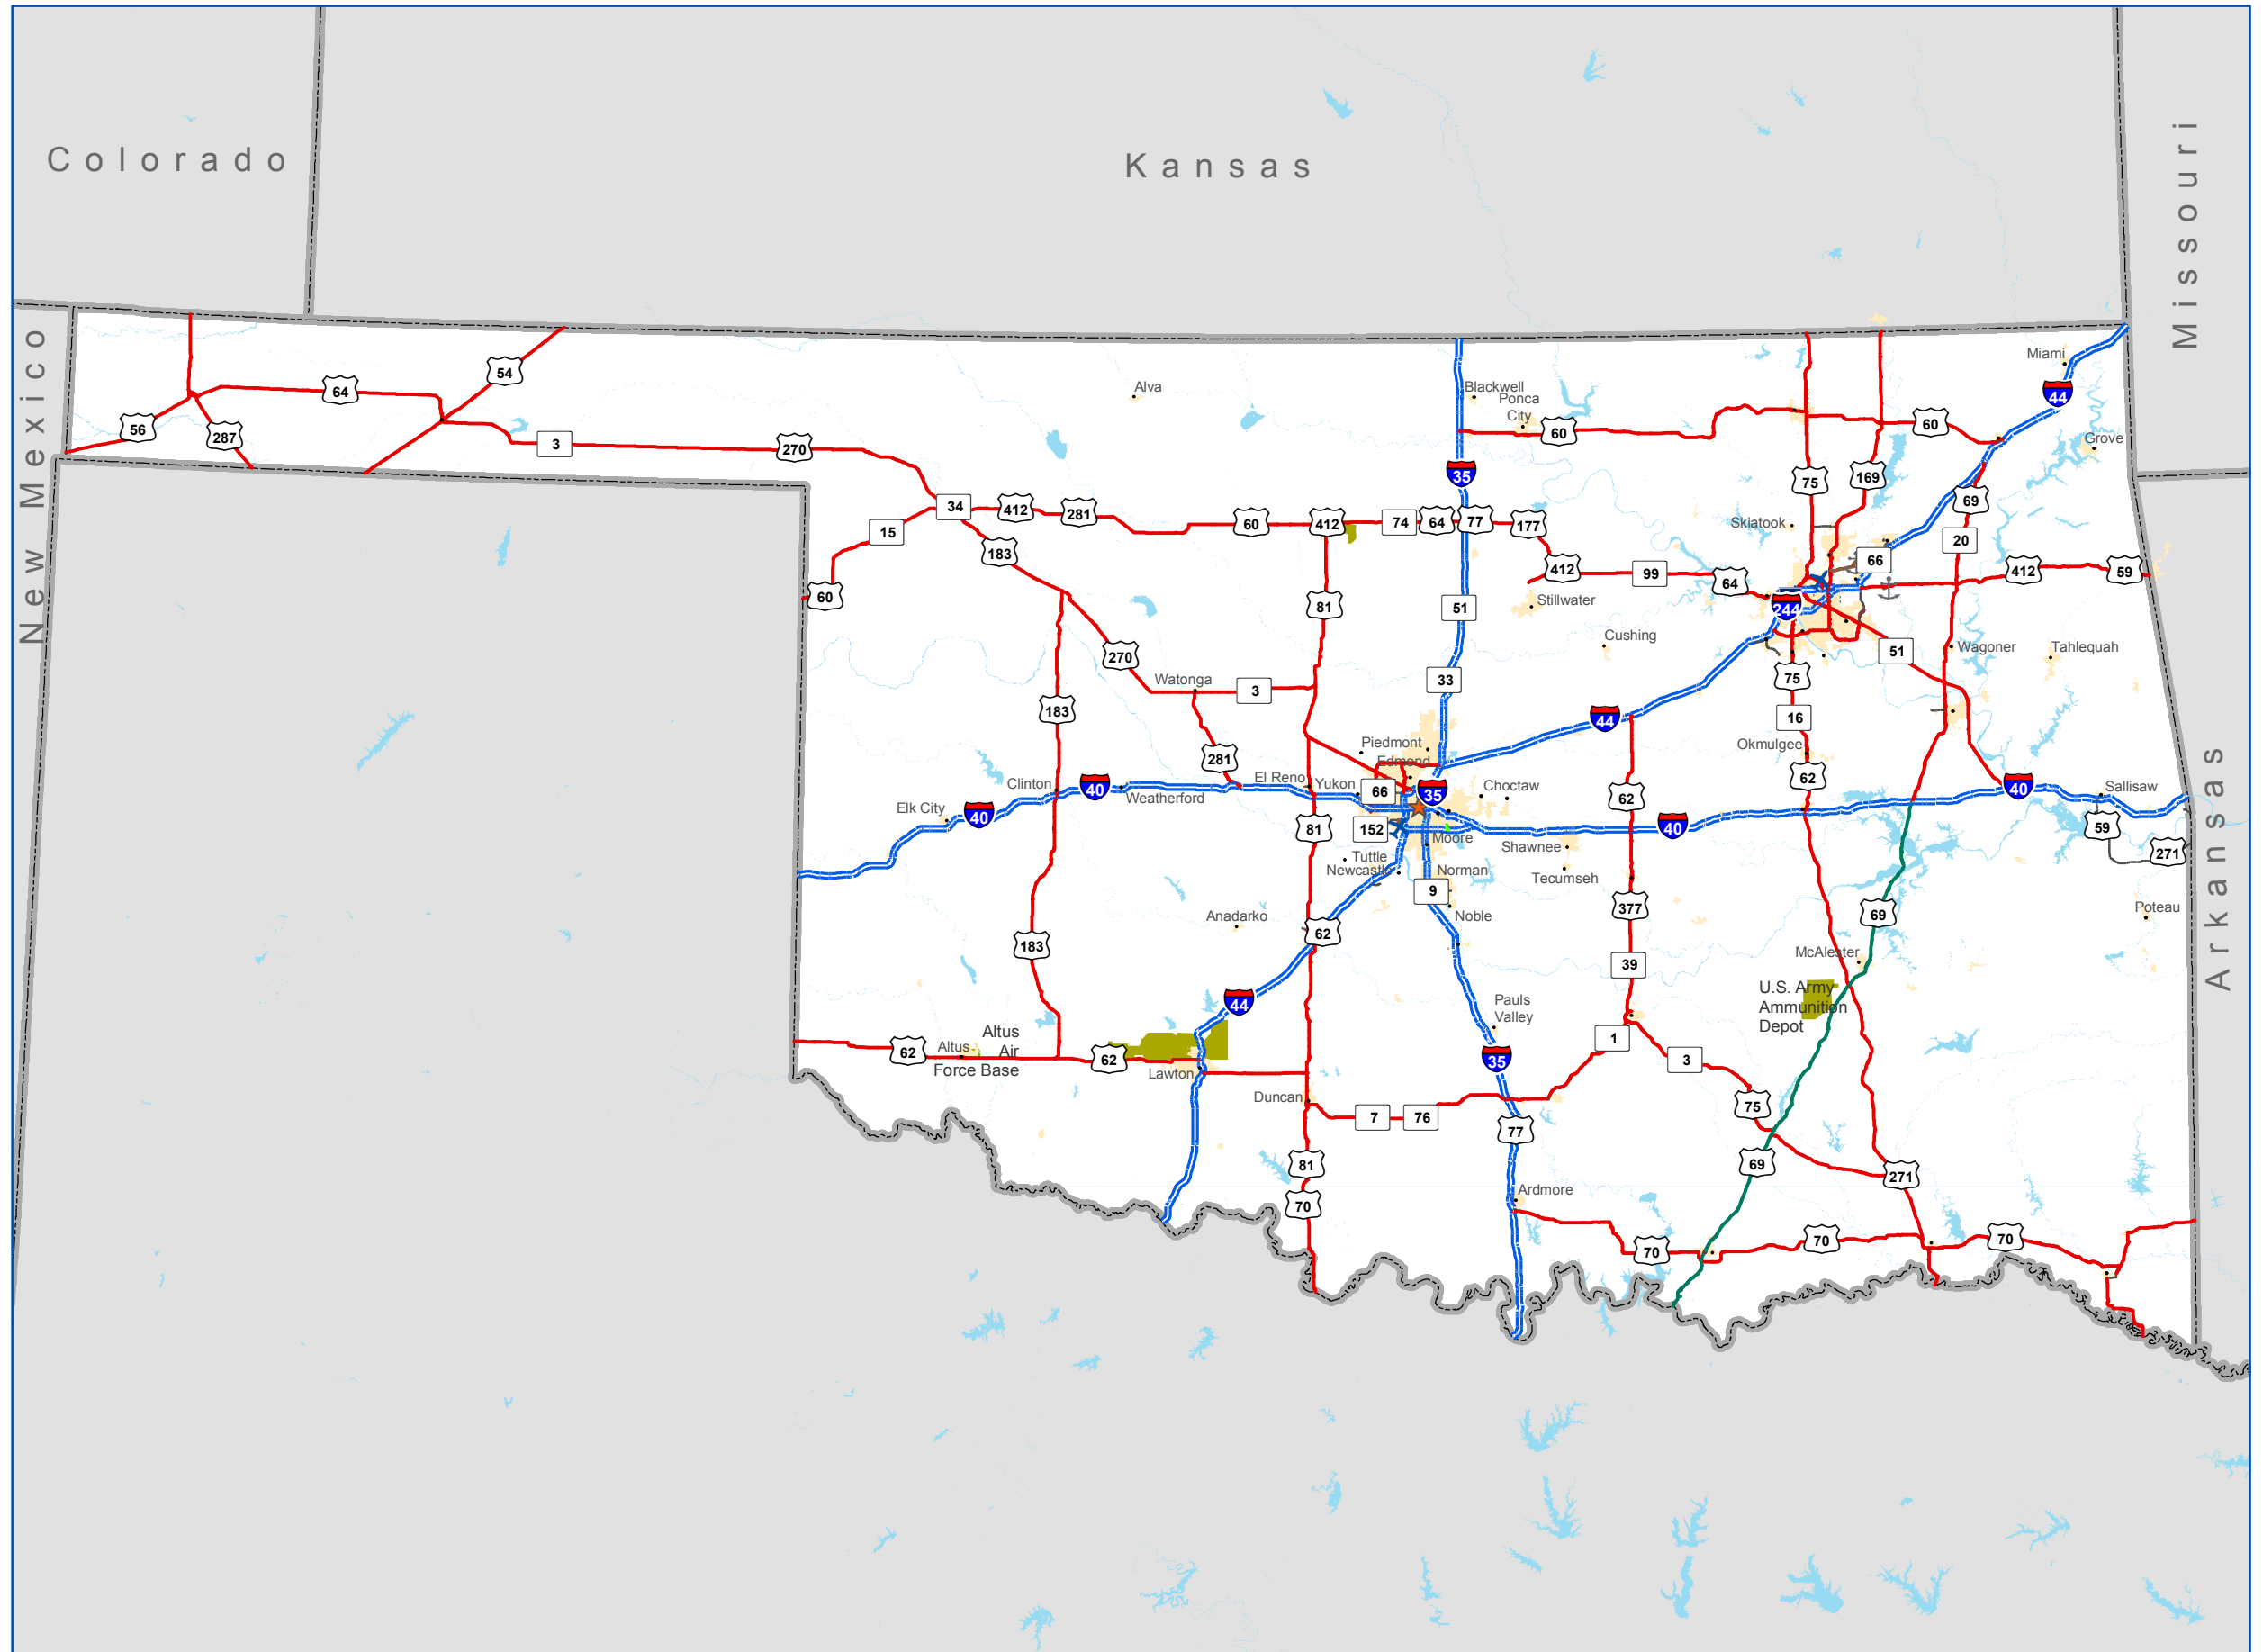 Colorado
Kansas
Missouri
New Mexico
Arkansas
Miami
44
54
64
Alva
Blackwell
Ponca
City
56
287
3
270
60
60
Grove
35
75
169
69
34
412
281
15
60
412
74
64
77
177
Skiatook
20
183
412
99
64
66
412
59
60
81
51
Stillwater
244
Cushing
51
Wagoner
Tahlequah
270
Watonga
3
33
75
183
44
16
281
Piedmont
Edmond
Okmulgee
62
Clinton
40
Weatherford
El Reno
Yukon
66
35
Choctaw
62
40
Sallisaw
Elk City
40
81
152
Moore
Shawnee
40
59
271
Tuttle
Newcastle
Norman
Tecumseh
9
377
69
Anadarko
62
Noble
Poteau
183
39
McAlester
44
Pauls
Valley
U.S. Army
Ammunition
Depot
62
Altus
Altus
Air
Force Base
62
Lawton
35
1
3
Duncan
7
76
77
75
81
69
271
70
Ardmore
70
70
70